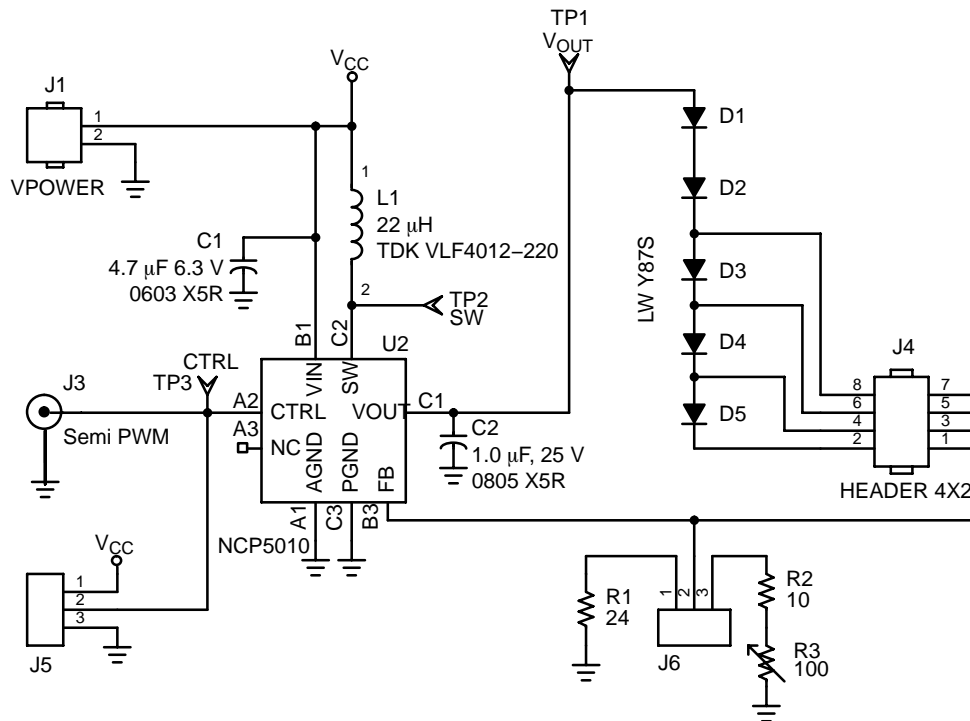 TP1
VOUT
VCC
J1
1
2
VPOWER
D1
D2
1
L1
22 μH
TDK VLF4012–220
C1
4.7 μF 6.3 V
0603 X5R
2
TP2
SW
LW Y87S
D3
D4
D5
B1
C2
U2
J4
CTRL
TP3
J3
Semi PWM
A2
A3
VIN
SW
CTRL
VOUT
NC
AGND
PGND
FB
C1
C2
1.0 μF, 25 V
0805 X5R
8
6
4
2
7
5
3
1
HEADER 4X2
A1
C3
B3
NCP5010
VCC
1
2
3
J5
R1
24
1
2
3
J6
R2
10
R3
100